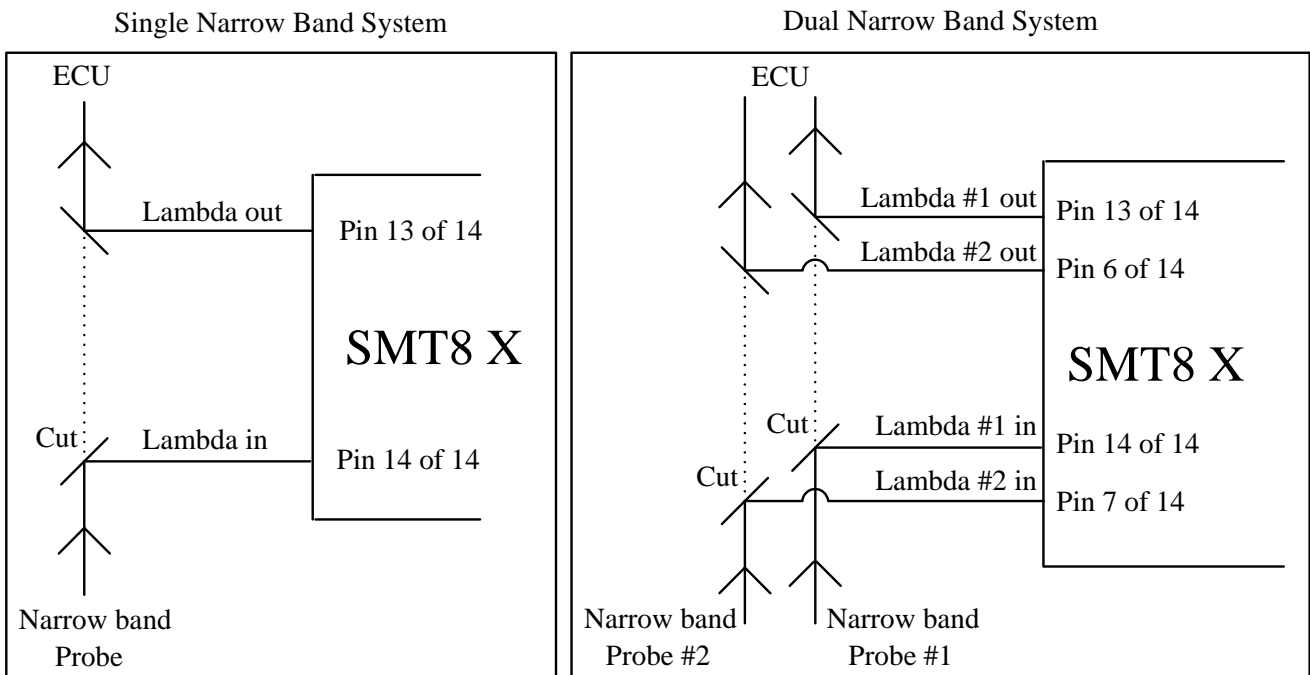 Single Narrow Band System
ECU
Lambda out
Pin 13 of 14
SMT8 X
Cut
Lambda in
Pin 14 of 14
Narrow band
Probe
Dual Narrow Band System
ECU
Lambda #1 out
Pin 13 of 14
Lambda #2 out
Pin 6 of 14
SMT8 X
Cut
Lambda #1 in
Pin 14 of 14
Cut
Lambda #2 in
Pin 7 of 14
Narrow band
Probe #2
Narrow band
Probe #1